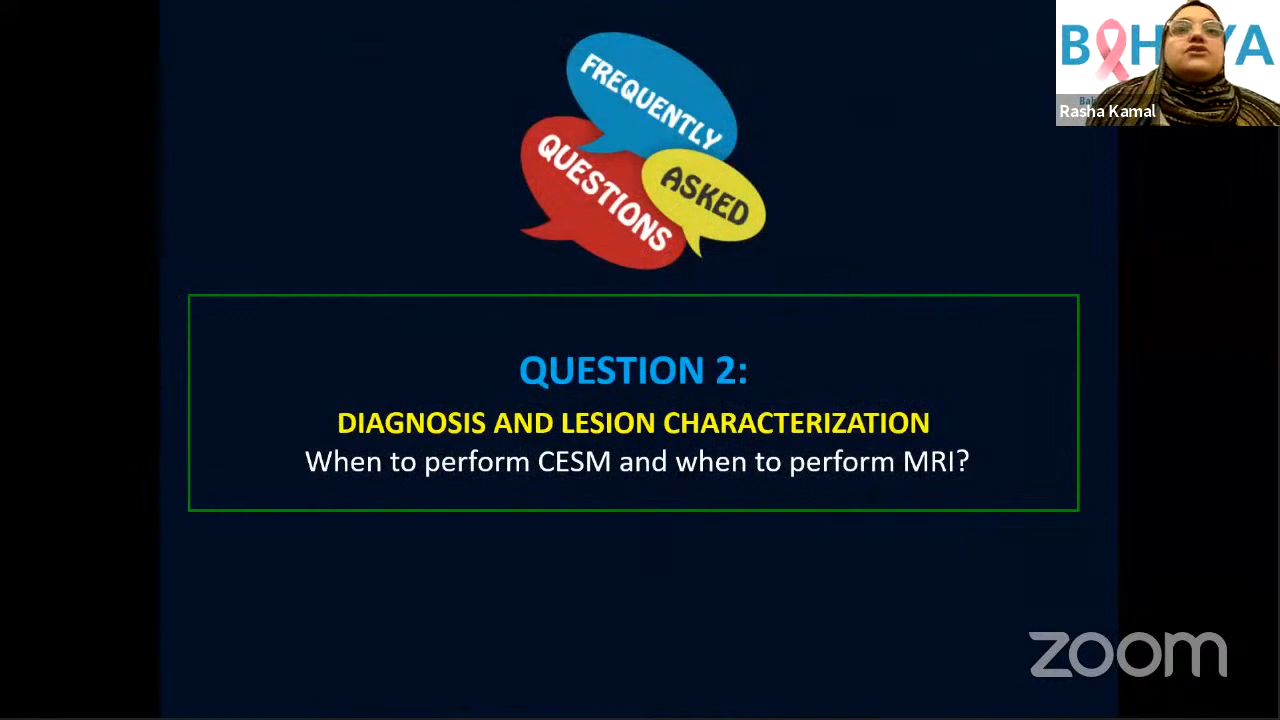 FREQUENTLY
ASKED
QUESTIONS
Rasha Kamal
QUESTION 2:
DIAGNOSIS AND LESION CHARACTERIZATION
When to perform CESM and when to perform MRI?
zoom